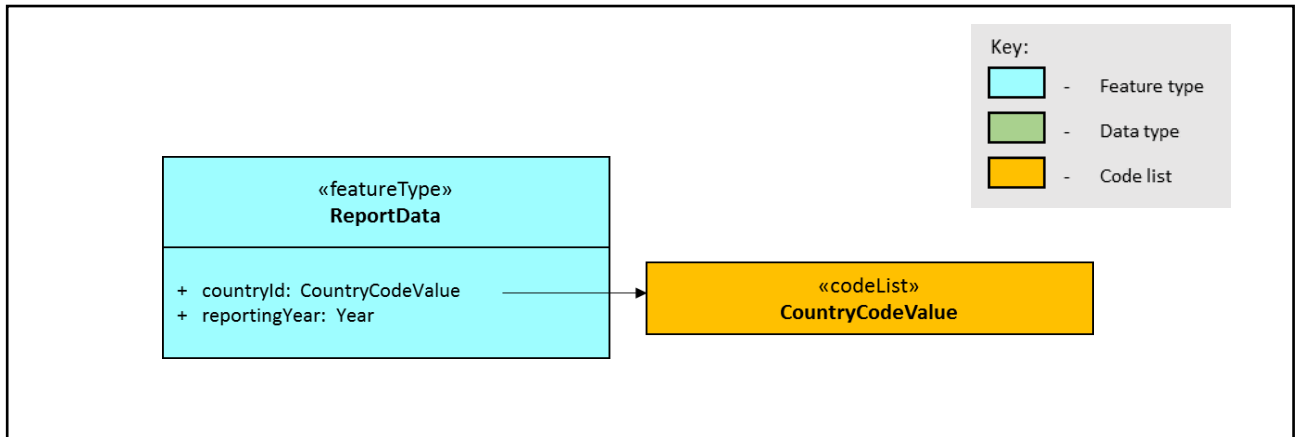 Key:
- Feature type
- Data type
- Code list
«featureType»
ReportData
+ countryId: CountryCodeValue
+ reportingYear: Year
«codeList»
CountryCodeValue